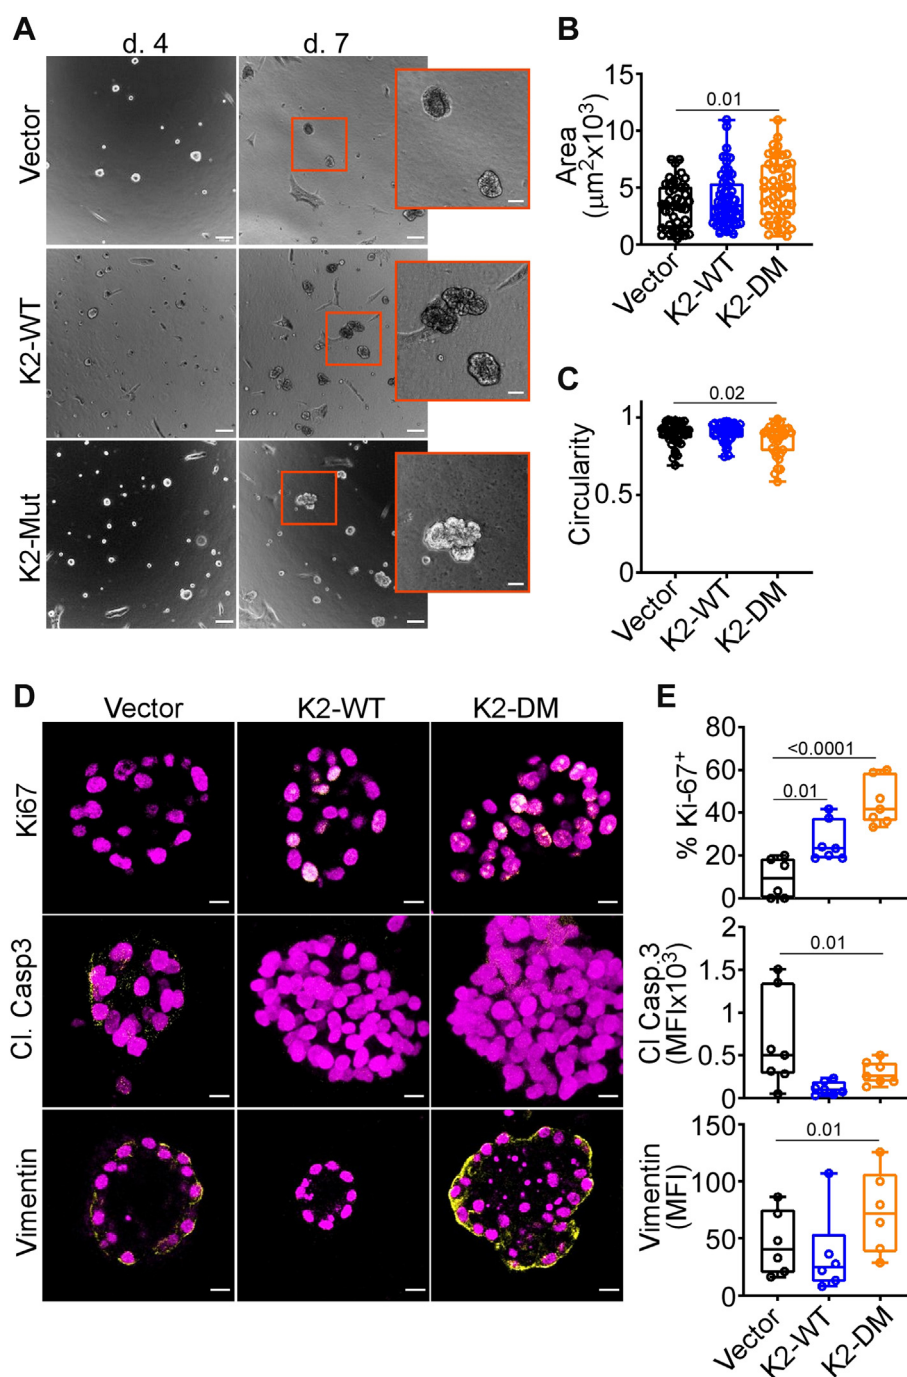 A
d. 4
d. 7
Vector
K2-WT
K2-Mut
B
Area
(µm²x10³)
15
10
5
0
0.01
Vector
K2-WT
K2-DM
C
Circularity
1
0.5
0
0.02
Vector
K2-WT
K2-DM
D
Vector
K2-WT
K2-DM
Ki67
Cl. Casp3
Vimentin
E
% Ki-67⁺
80
60
40
20
0
<0.0001
0.01
Cl Casp.3
(MFIx10³)
2
1.5
1
0.5
0
0.01
Vimentin
(MFI)
150
100
50
0
0.01
Vector
K2-WT
K2-DM